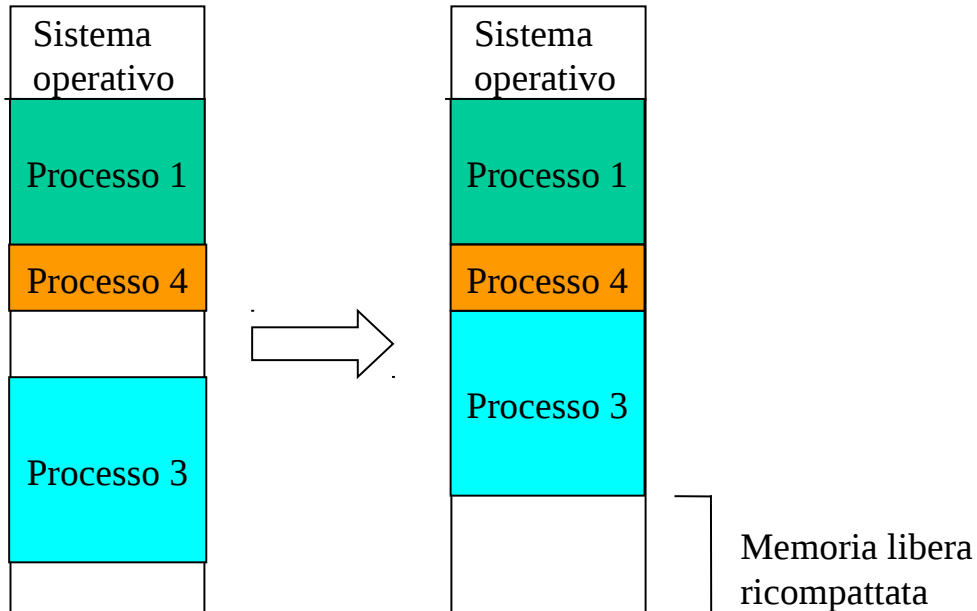 Sistema
operativo
Processo 1
Processo 4
Processo 3
Sistema
operativo
Processo 1
Processo 4
Processo 3
Memoria libera
ricompattata